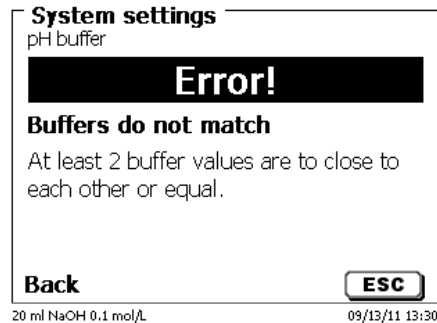 System settings
pH buffer
Error!
Buffers do not match
At least 2 buffer values are to close to
each other or equal.
Back ESC
20 ml NaOH 0.1 mol/L 09/13/11 13:30